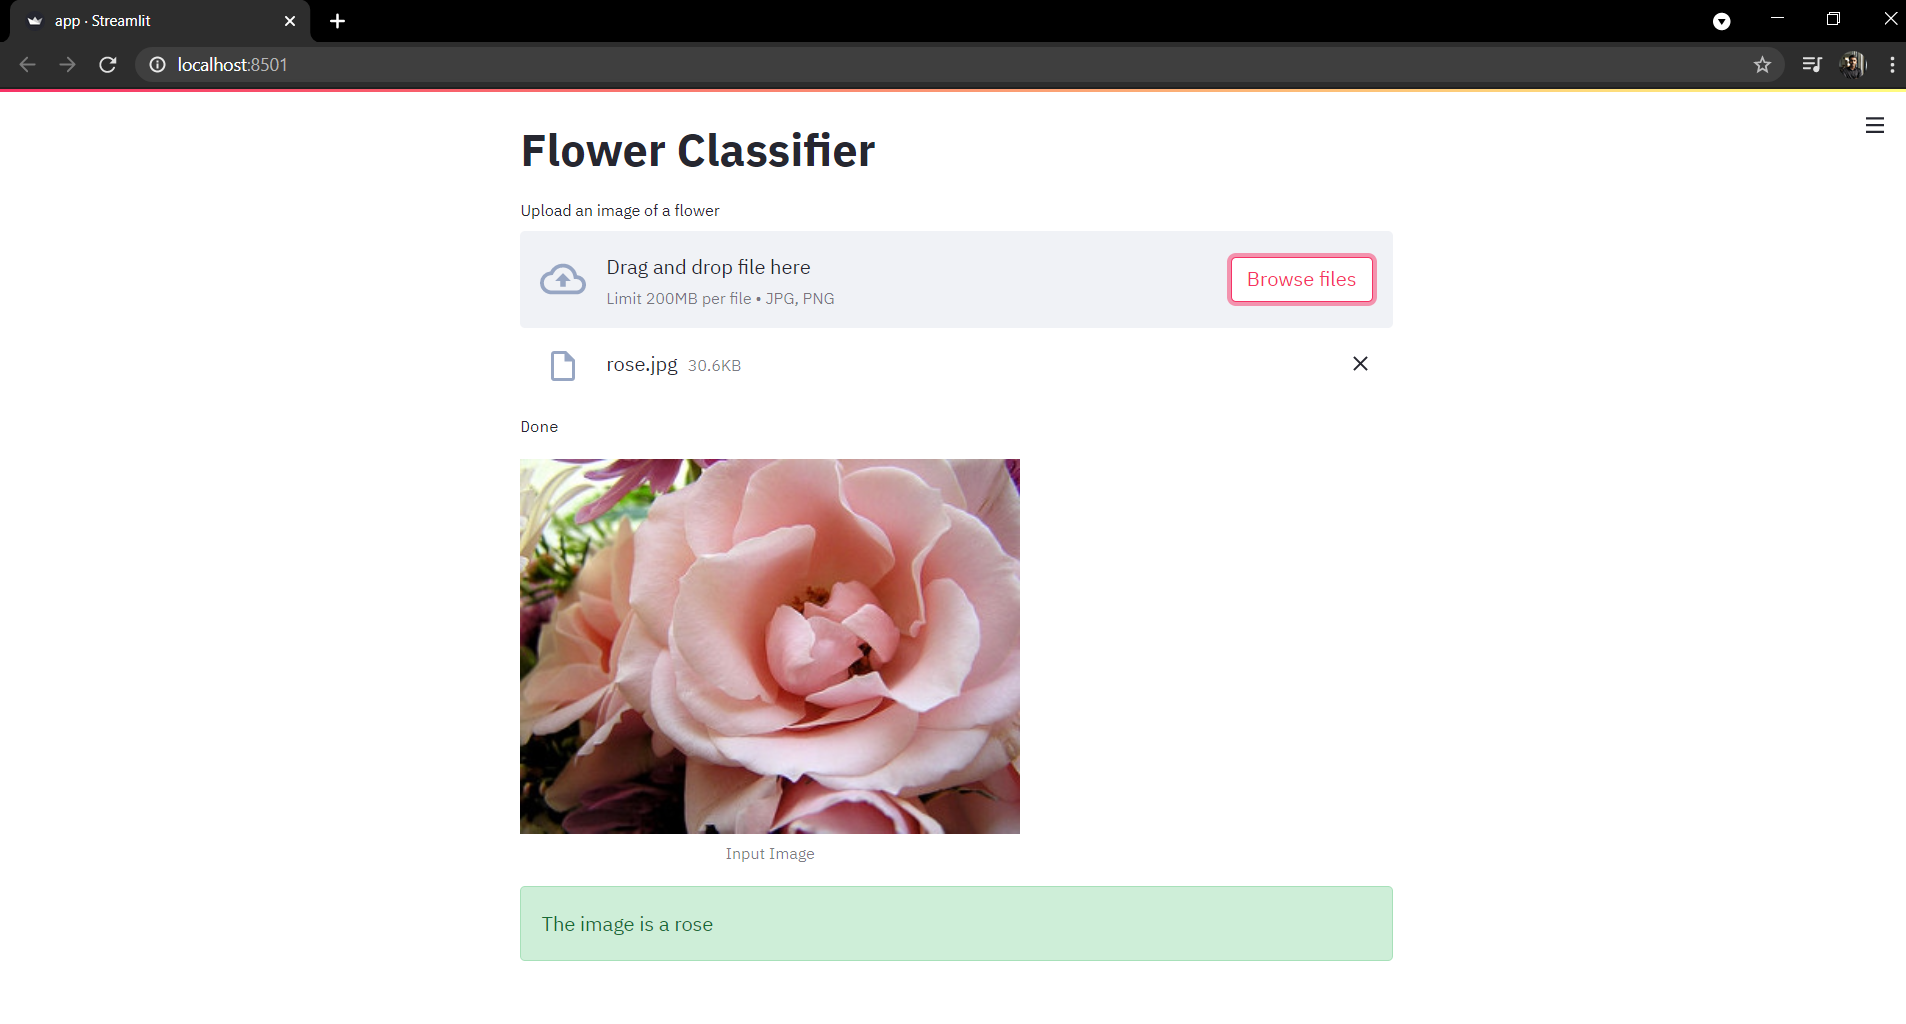 app · Streamlit
localhost:8501
Flower Classifier
Upload an image of a flower
Drag and drop file here
Limit 200MB per file • JPG, PNG
Browse files
rose.jpg 30.6KB
Done
Input Image
The image is a rose